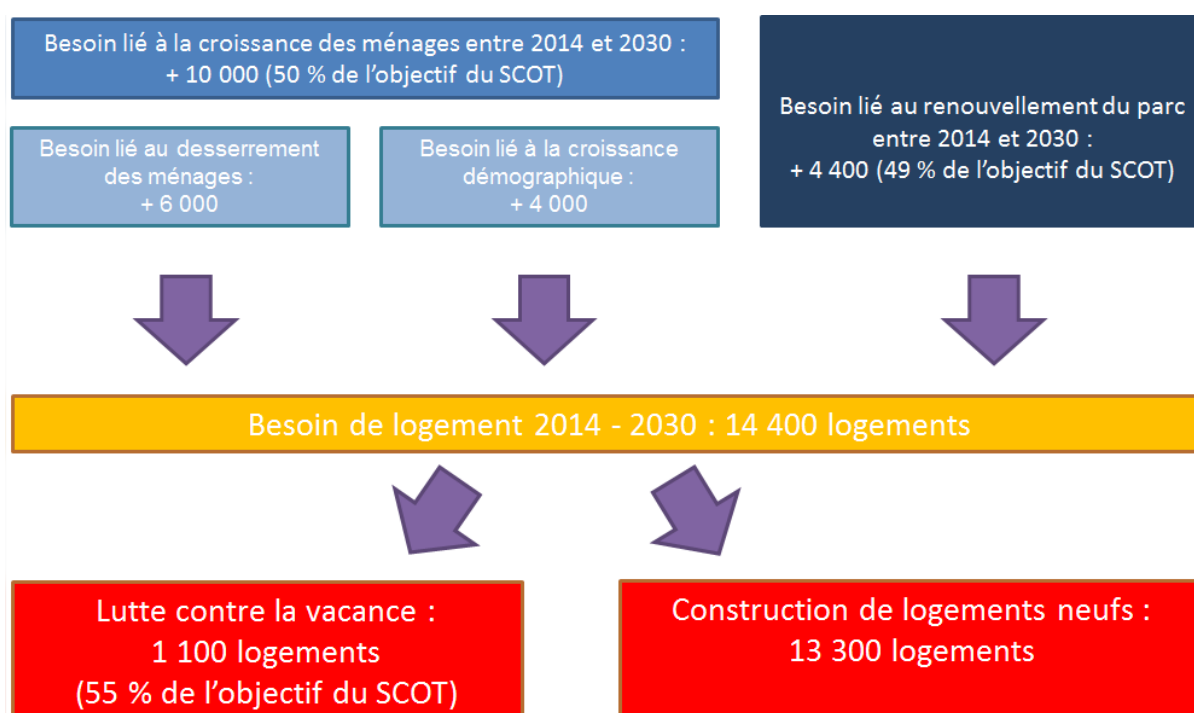 Besoin lié à la croissance des ménages entre 2014 et 2030 :
+ 10 000 (50 % de l'objectif du SCOT)
Besoin lié au desserrement
des ménages :
+ 6 000
Besoin lié à la croissance
démographique :
+ 4 000
Besoin lié au renouvellement du parc
entre 2014 et 2030 :
+ 4 400 (49 % de l'objectif du SCOT)
Besoin de logement 2014 - 2030 : 14 400 logements
Lutte contre la vacance :
1 100 logements
(55 % de l'objectif du SCOT)
Construction de logements neufs :
13 300 logements